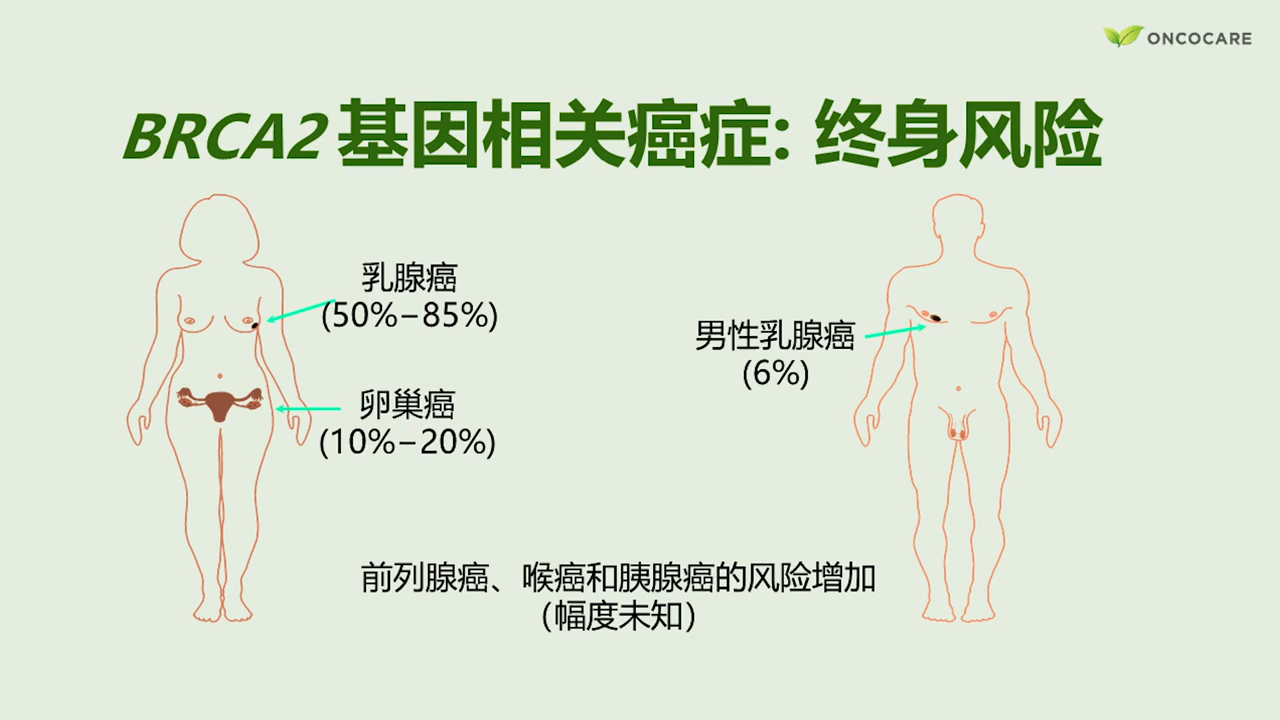 ONCOCARE
BRCA2 基因相关癌症: 终身风险
乳腺癌
(50%–85%)
卵巢癌
(10%–20%)
男性乳腺癌
(6%)
前列腺癌、喉癌和胰腺癌的风险增加
(幅度未知)